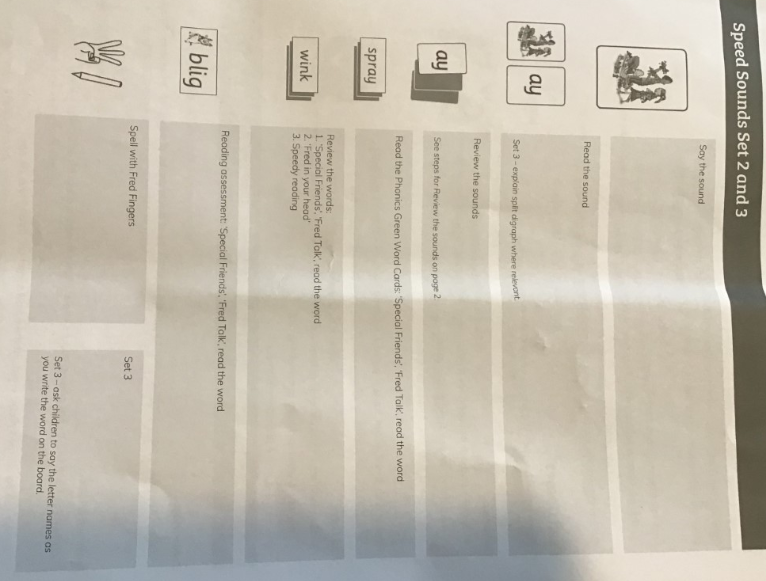 Speed Sounds Set 2 and 3
Say the sound
Read the sound
ay
Set 3 – explain split digraph where relevant.
Review the sounds
ay
See steps for Review the sounds on page 2
spray
Read the Phonics Green Word Cards: 'Special Friends', 'Fred Talk', read the word
wink
Review the words:
1. 'Special Friends', 'Fred Talk', read the word
2. 'Fred in your head'
3. Speedy reading
blig
Reading assessment: 'Special Friends', 'Fred Talk', read the word
Spell with Fred Fingers
Set 3
Set 3 – ask children to say the letter names as
you write the word on the board.